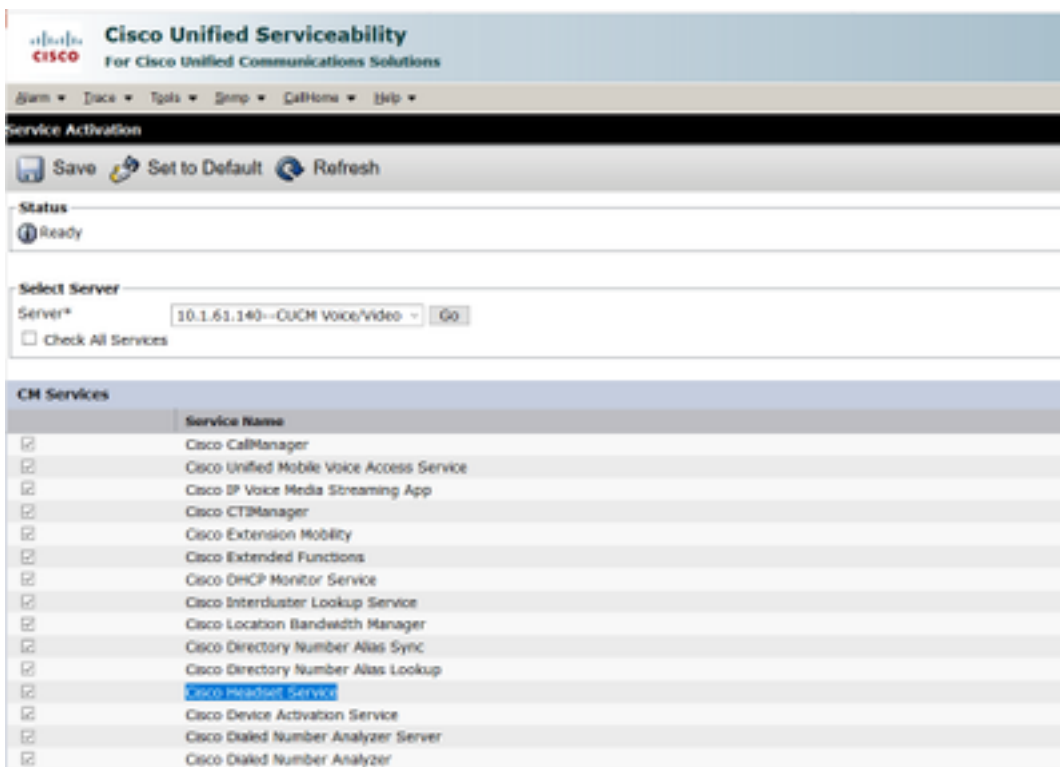 Cisco Unified Serviceability
CISCO For Cisco Unified Communications Solutions
Alarm Trace Tools Snmp CallHome Help
Service Activation
Save Set to Default Refresh
Status
Ready
Select Server
Server* 10.1.61.140--CUCM Voice/Video Go
Check All Services
CM Services
Service Name
Cisco CallManager
Cisco Unified Mobile Voice Access Service
Cisco IP Voice Media Streaming App
Cisco CTIManager
Cisco Extension Mobility
Cisco Extended Functions
Cisco DHCP Monitor Service
Cisco Intercluster Lookup Service
Cisco Location Bandwidth Manager
Cisco Directory Number Alias Sync
Cisco Directory Number Alias Lookup
Cisco Headset Service
Cisco Device Activation Service
Cisco Dialed Number Analyzer Server
Cisco Dialed Number Analyzer